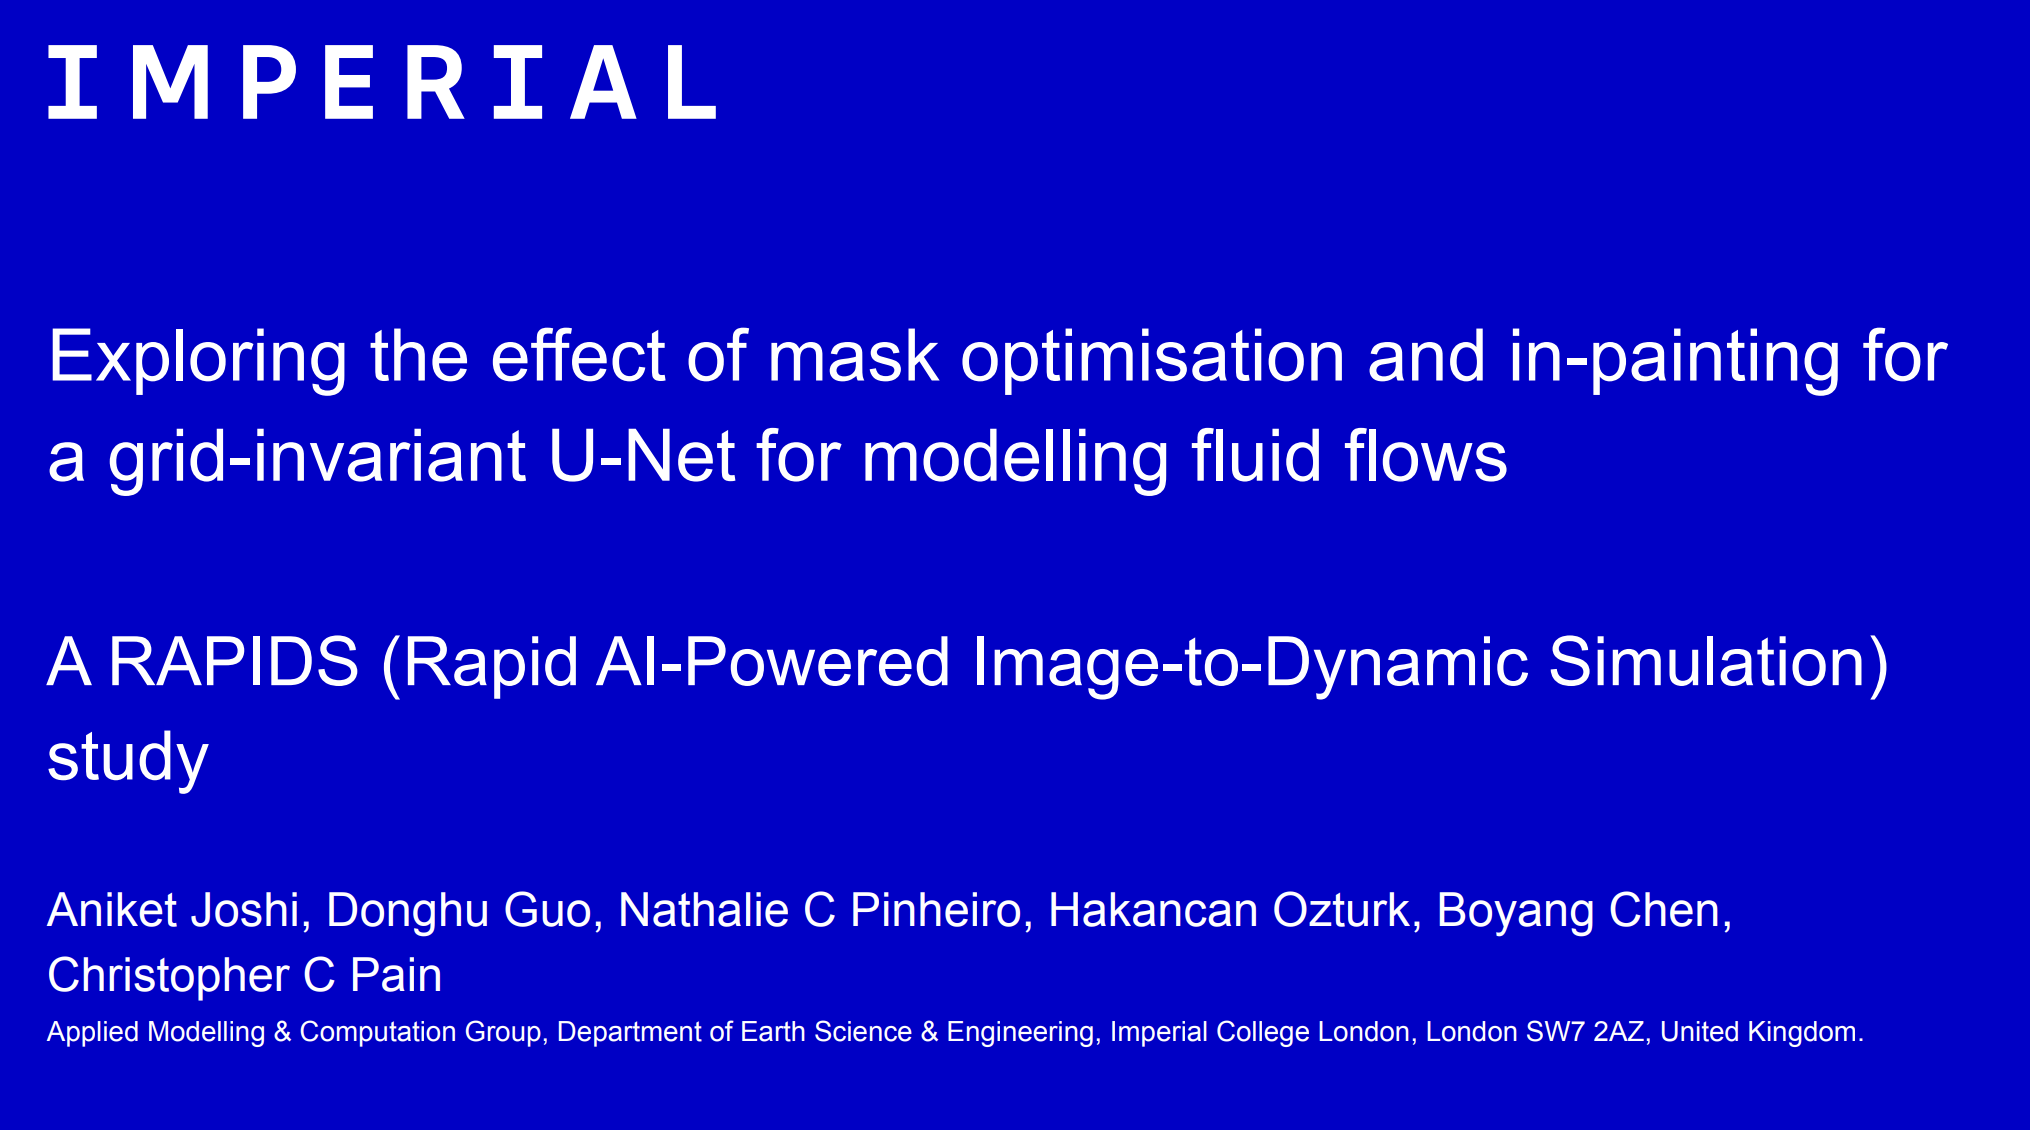 IMPERIAL
Exploring the effect of mask optimisation and in-painting for
a grid-invariant U-Net for modelling fluid flows
A RAPIDS (Rapid AI-Powered Image-to-Dynamic Simulation)
study
Aniket Joshi, Donghu Guo, Nathalie C Pinheiro, Hakancan Ozturk, Boyang Chen,
Christopher C Pain
Applied Modelling & Computation Group, Department of Earth Science & Engineering, Imperial College London, London SW7 2AZ, United Kingdom.